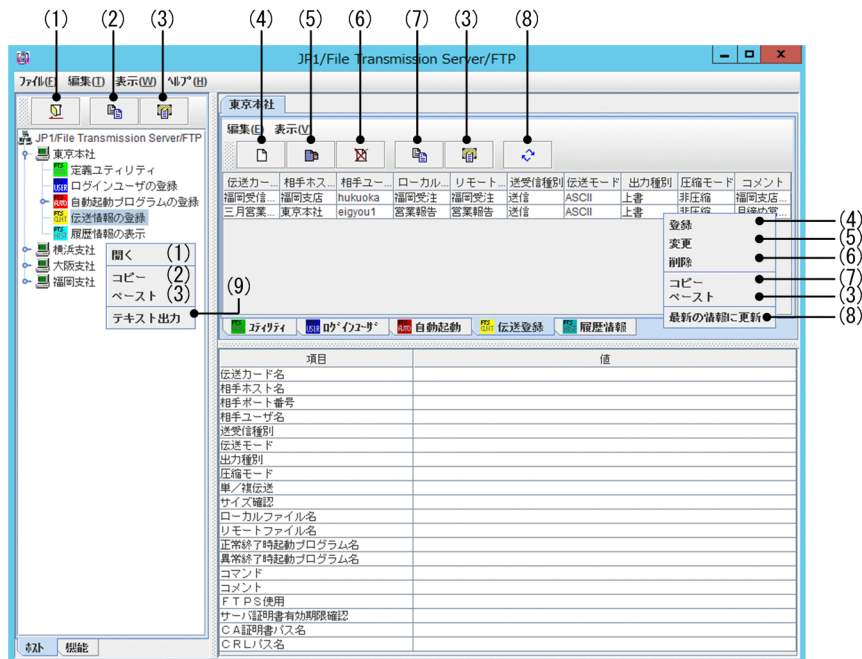 (1) (2) (3) (4) (5) (6) (7) (3) (8)
JP1/File Transmission Server/FTP
ファイル(F) 編集(T) 表示(W) ヘルプ(H)
JP1/File Transmission Server/FTP
東京本社
定義ユティリティ
ログインユーザの登録
自動起動プログラムの登録
伝送情報の登録
履歴情報の表示
横浜支社
大阪支社
福岡支社
開く (1)
コピー (2)
ペースト (3)
テキスト出力
(9)
ホスト 機能
東京本社
編集(E) 表示(V)
伝送カー... 相手ホス... 相手ユー... ローカル... リモート... 送受信種別 伝送モード 出力種別 圧縮モード コメント
福岡受信... 福岡支店 hukuoka 福岡受注 福岡受注 送信 ASCII 上書 非圧縮 福岡支店...
三月営業... 東京本社 eigyou1 営業報告 営業報告 送信 ASCII 上書 非圧縮 月締め営...
登録 (4)
変更 (5)
削除 (6)
コピー (7)
ペースト (3)
最新の情報に更新 (8)
FTS ユティリティ USER ログインユーザ AUTO 自動起動 FTS CLNT 伝送登録 FTS 履歴情報
項目 値
伝送カード名
相手ホスト名
相手ポート番号
相手ユーザ名
送受信種別
伝送モード
出力種別
圧縮モード
単/複伝送
サイズ確認
ローカルファイル名
リモートファイル名
正常終了時起動プログラム名
異常終了時起動プログラム名
コマンド
コメント
FTPS使用
サーバ証明書有効期限確認
CA証明書パス名
CRLパス名